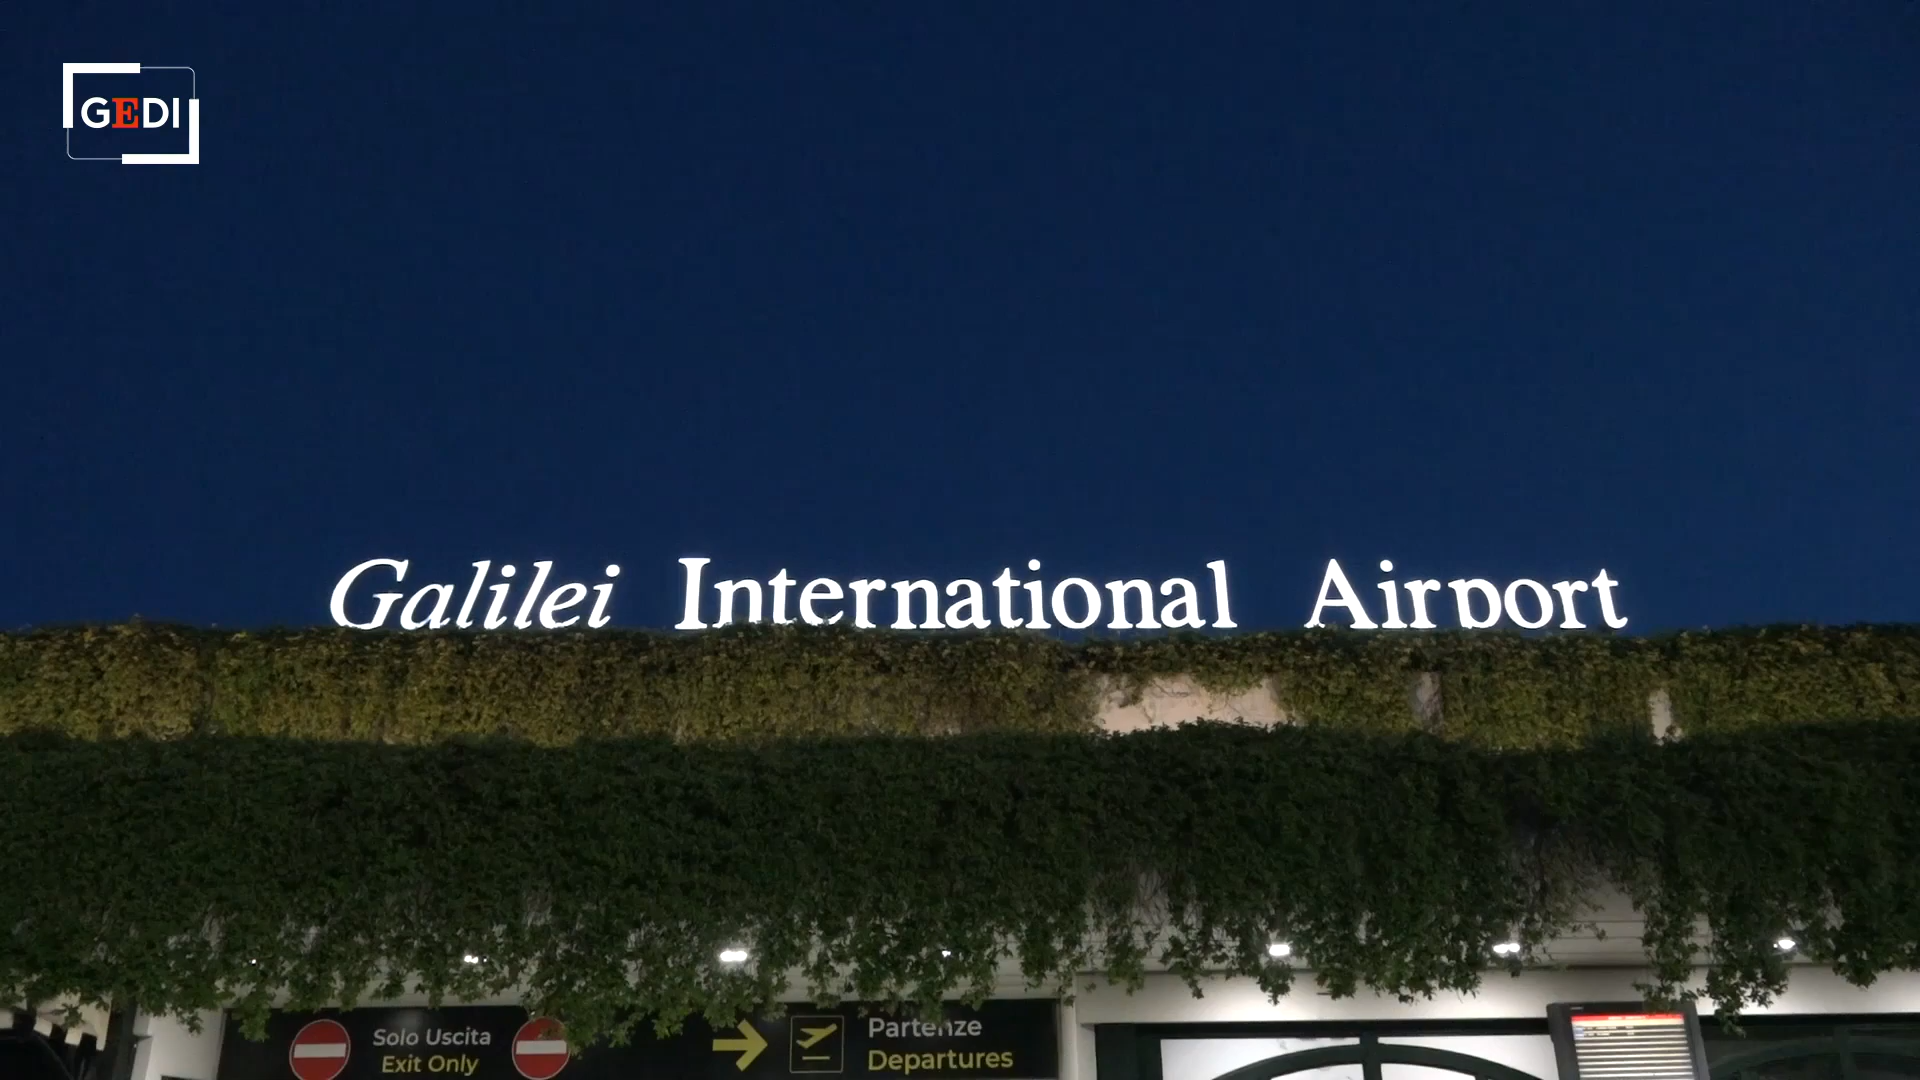 GEDI
Galilei International Airport
Solo Uscita
Exit Only
Partenze
Departures